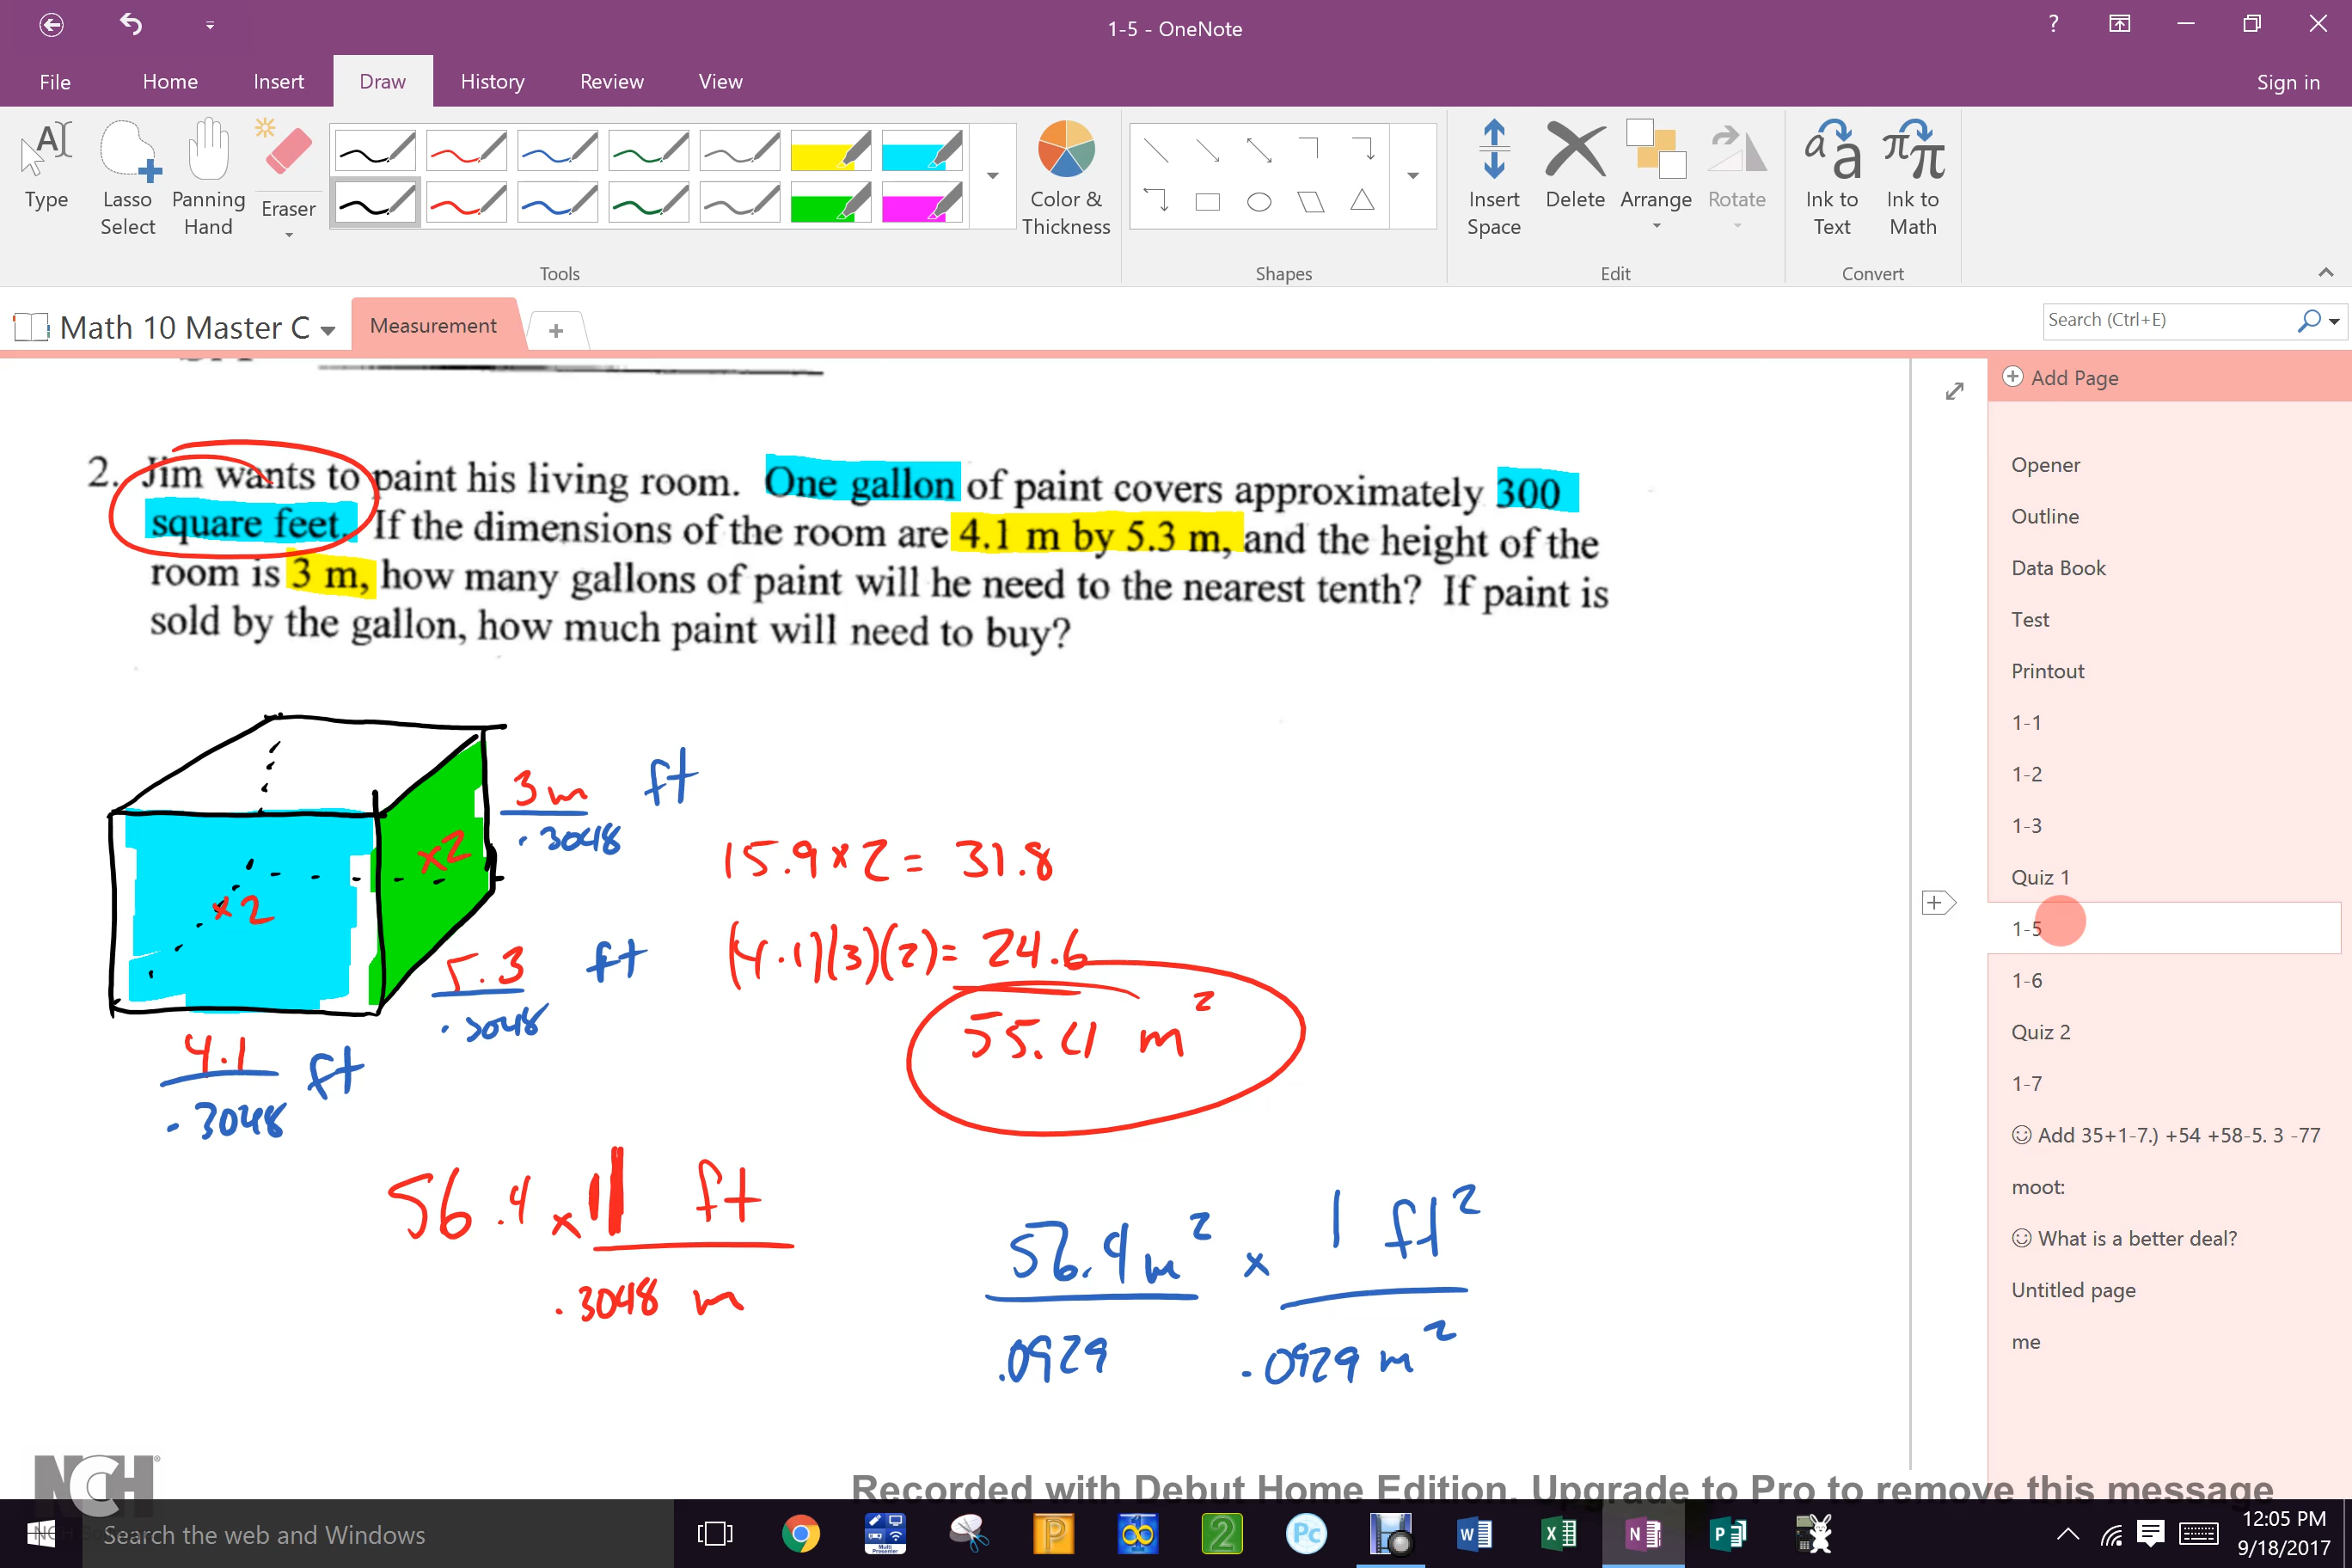 1-5 - OneNote
?
File Home Insert Draw History Review View
Sign in
Type
Lasso Select
Panning Hand
Eraser
Color & Thickness
Insert Space
Delete
Arrange
Rotate
Ink to Text
Ink to Math
Tools
Shapes
Edit
Convert
Math 10 Master C
Measurement
Search (Ctrl+E)
Add Page
Opener
Outline
Data Book
Test
Printout
1-1
1-2
1-3
Quiz 1
1-5
1-6
Quiz 2
1-7
Add 35+1-7.) +54 +58-5. 3 -77
moot:
What is a better deal?
Untitled page
me
2. Jim wants to paint his living room. One gallon of paint covers approximately 300
square feet. If the dimensions of the room are 4.1 m by 5.3 m, and the height of the
room is 3 m, how many gallons of paint will he need to the nearest tenth? If paint is
sold by the gallon, how much paint will need to buy?
3 m ft
.3048
×2
×2
5.3 ft
.3048
4.1 ft
.3048
15.9 × 2 = 31.8
(4.1)(3)(2) = 24.6
m²
56.4 × 1 ft
.3048 m
56.4 m² × 1 ft²
.0929 .0929 m²
NCH
Recorded with Debut Home Edition. Upgrade to Pro to remove this message
Search the web and Windows
12:05 PM
9/18/2017